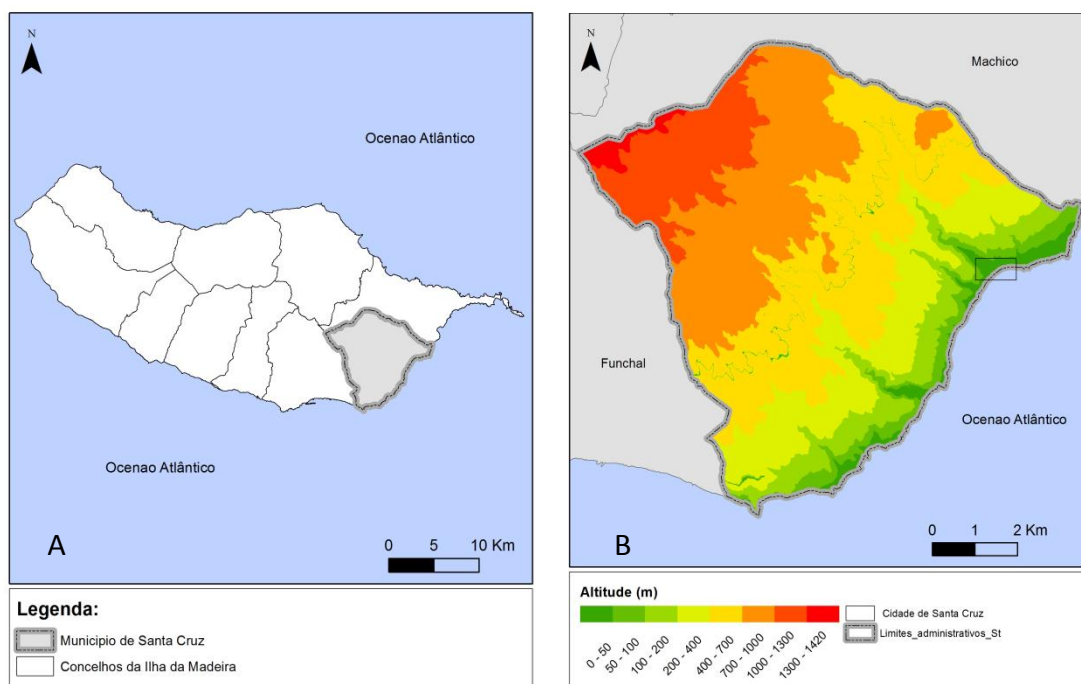 N
Ocenao Atlântico
Ocenao Atlântico
A
0 5 10 Km
Legenda:
Municipio de Santa Cruz
Concelhos da Ilha da Madeira
N
Machico
Funchal
Ocenao Atlântico
B
0 1 2 Km
Altitude (m)
0 - 50
50 - 100
100 - 200
200 - 400
400 - 700
700 - 1000
1000 - 1300
1300 - 1420
Cidade de Santa Cruz
Limites_administrativos_St